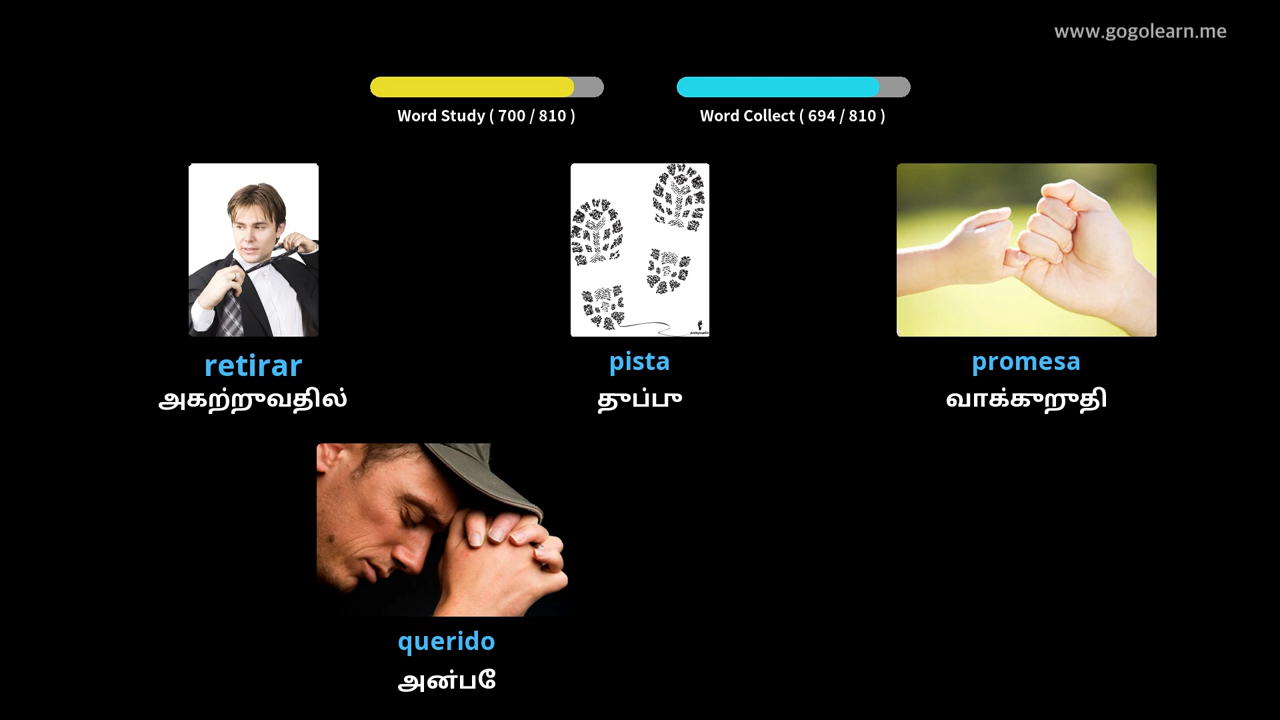 www.gogolearn.me
Word Study ( 700 / 810 )
Word Collect ( 694 / 810 )
retirar
அகற்றுவதில்
pista
துப்பு
promesa
வாக்குறுதி
querido
அன்பே